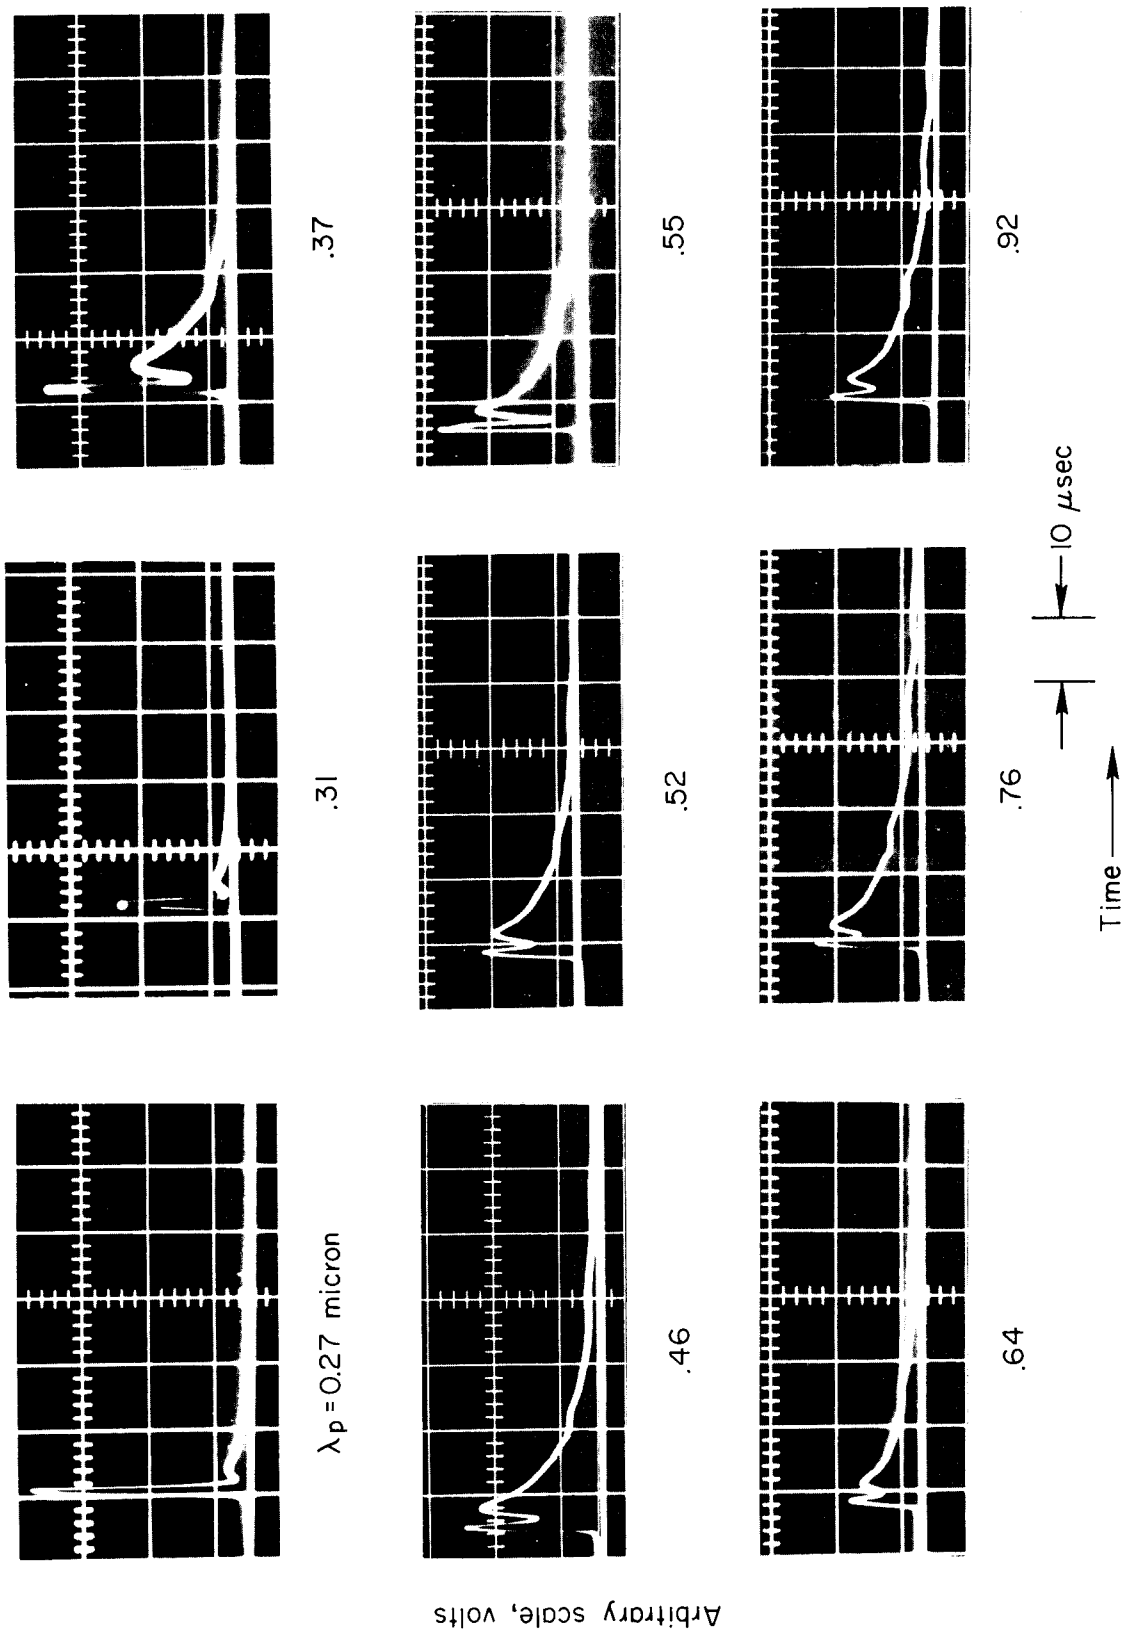 Arbitrary scale, volts
λp = 0.27 micron
.31
.37
.46
.52
.55
.64
.76
.92
Time
10 μsec